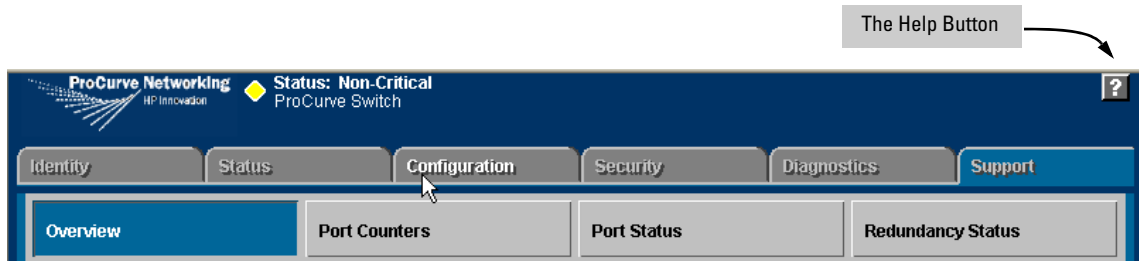 The Help Button
ProCurve Networking
HP Innovation
Status: Non-Critical
ProCurve Switch
?
Identity
Status
Configuration
Security
Diagnostics
Support
Overview
Port Counters
Port Status
Redundancy Status